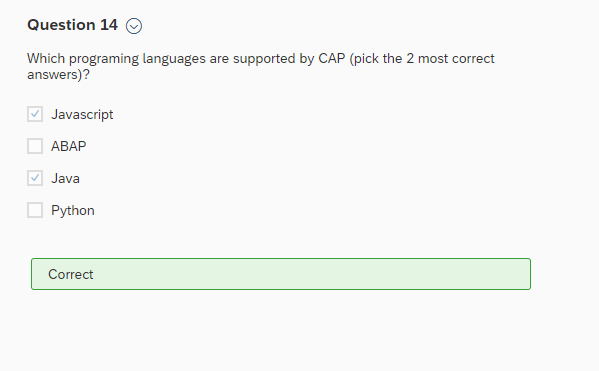 Question 14
Which programing languages are supported by CAP (pick the 2 most correct
answers)?
Javascript
ABAP
Java
Python
Correct